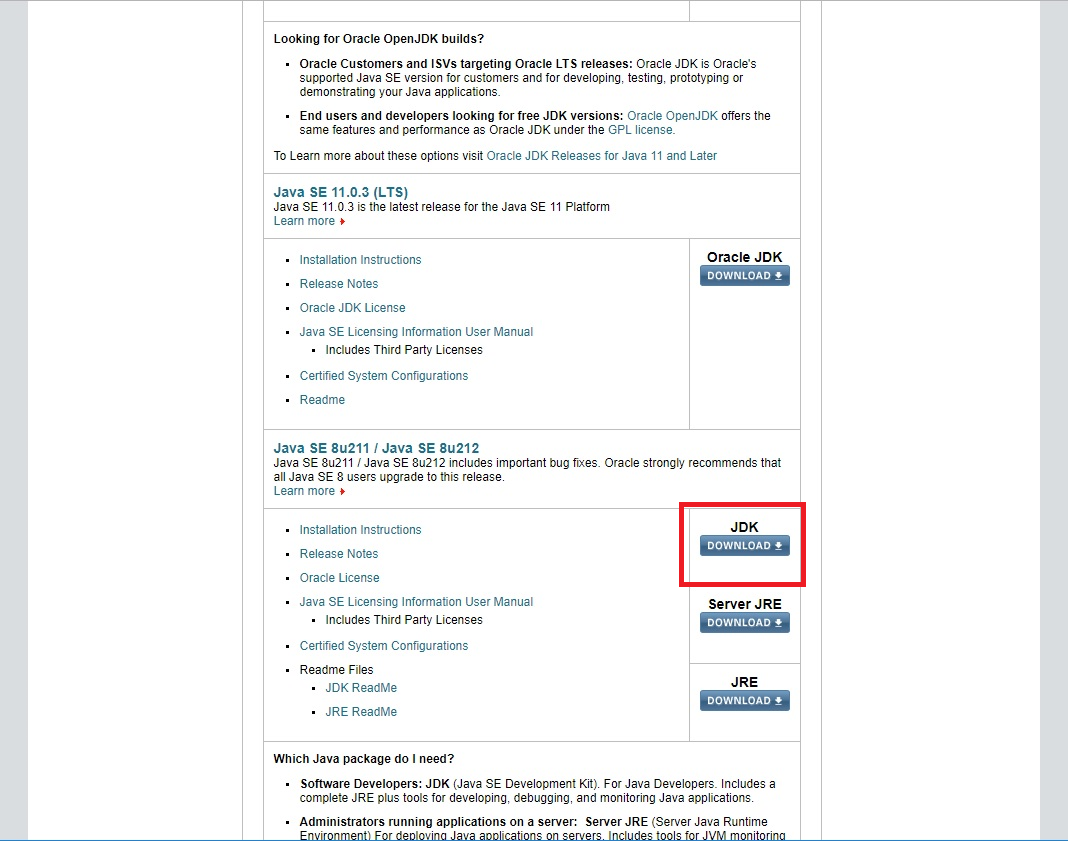 Looking for Oracle OpenJDK builds?
Oracle Customers and ISVs targeting Oracle LTS releases: Oracle JDK is Oracle's
supported Java SE version for customers and for developing, testing, prototyping or
demonstrating your Java applications.
End users and developers looking for free JDK versions: Oracle OpenJDK offers the
same features and performance as Oracle JDK under the GPL license.
To Learn more about these options visit Oracle JDK Releases for Java 11 and Later
Java SE 11.0.3 (LTS)
Java SE 11.0.3 is the latest release for the Java SE 11 Platform
Learn more
Installation Instructions
Release Notes
Oracle JDK License
Java SE Licensing Information User Manual
Includes Third Party Licenses
Certified System Configurations
Readme
Oracle JDK
DOWNLOAD
Java SE 8u211 / Java SE 8u212
Java SE 8u211 / Java SE 8u212 includes important bug fixes. Oracle strongly recommends that
all Java SE 8 users upgrade to this release.
Learn more
Installation Instructions
Release Notes
Oracle License
Java SE Licensing Information User Manual
Includes Third Party Licenses
Certified System Configurations
Readme Files
JDK ReadMe
JRE ReadMe
JDK
DOWNLOAD
Server JRE
DOWNLOAD
JRE
DOWNLOAD
Which Java package do I need?
Software Developers: JDK (Java SE Development Kit). For Java Developers. Includes a
complete JRE plus tools for developing, debugging, and monitoring Java applications.
Administrators running applications on a server: Server JRE (Server Java Runtime
Environment) For deploying Java applications on servers. Includes tools for JVM monitoring